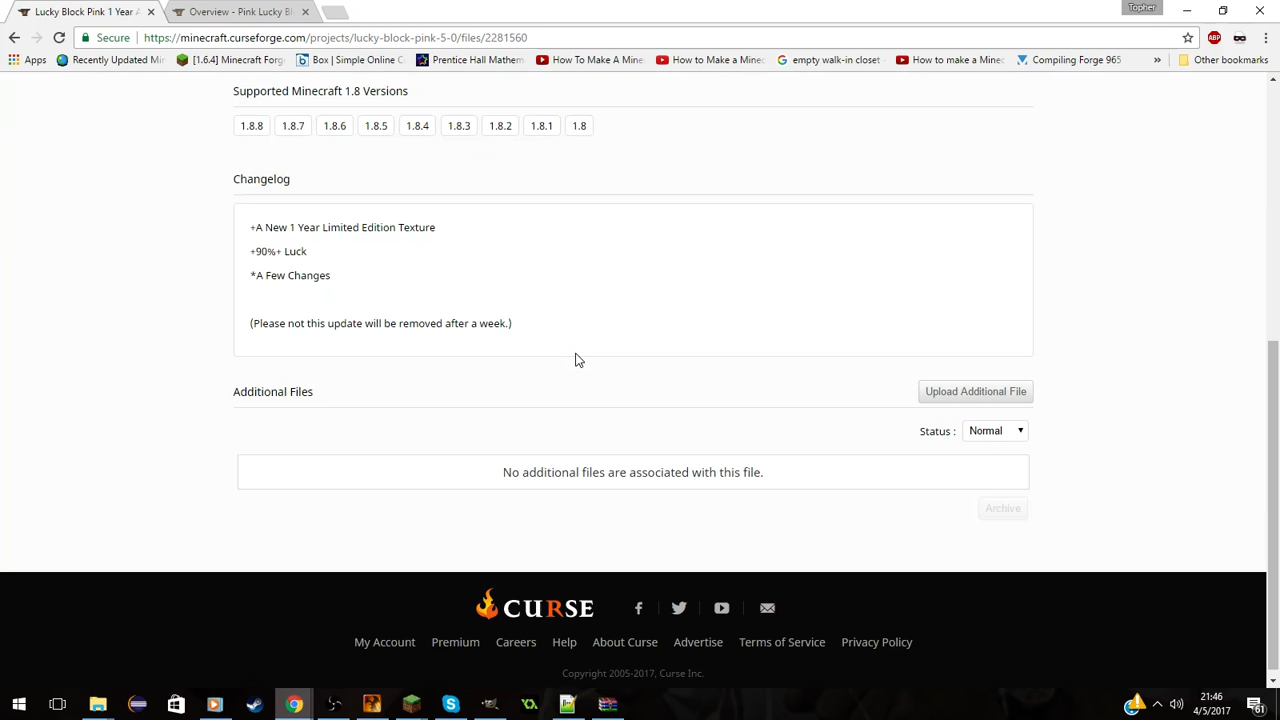 Topher
Lucky Block Pink 1 Year A
Overview - Pink Lucky Bl
Secure
https://minecraft.curseforge.com/projects/lucky-block-pink-5-0/files/2281560
ABP
Apps
Recently Updated Min
[1.6.4] Minecraft Forg
Box | Simple Online C
Prentice Hall Mathem
How To Make A Mine
How to Make a Minec
empty walk-in closet -
How to make a Minec
Compiling Forge 965
»
Other bookmarks
Supported Minecraft 1.8 Versions
1.8.8 1.8.7 1.8.6 1.8.5 1.8.4 1.8.3 1.8.2 1.8.1 1.8
Changelog
+A New 1 Year Limited Edition Texture
+90%+ Luck
*A Few Changes
(Please not this update will be removed after a week.)
Additional Files
Upload Additional File
Status :
Normal
No additional files are associated with this file.
Archive
CURSE
My Account Premium Careers Help About Curse Advertise Terms of Service Privacy Policy
Copyright 2005-2017, Curse Inc.
21:46
4/5/2017
61